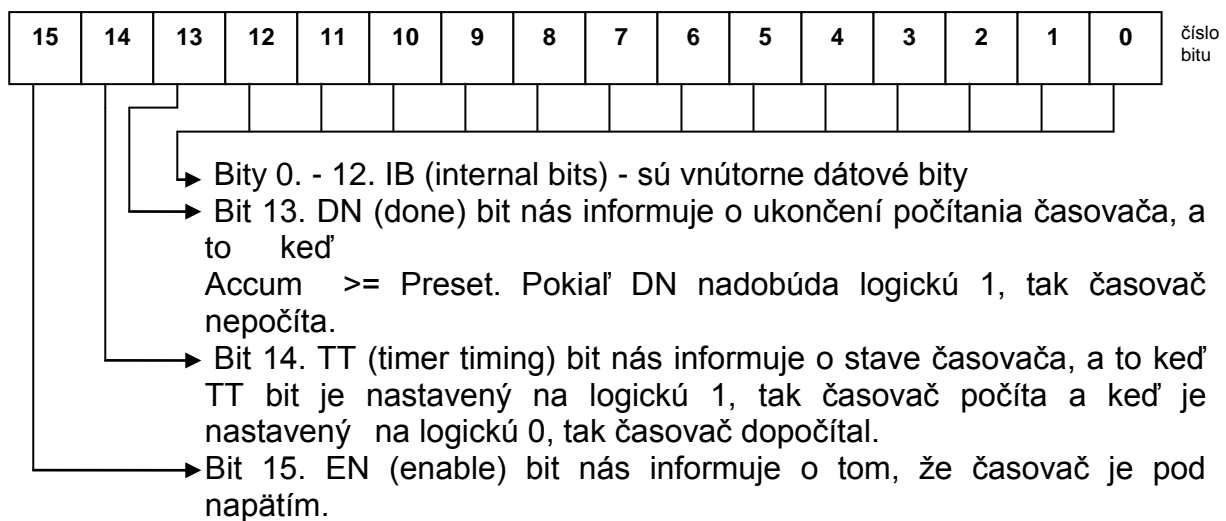 15 14 13 12 11 10 9 8 7 6 5 4 3 2 1 0 číslo
bitu
Bity 0. - 12. IB (internal bits) - sú vnútorne dátové bity
Bit 13. DN (done) bit nás informuje o ukončení počítania časovača, a
to keď
Accum >= Preset. Pokiaľ DN nadobúda logickú 1, tak časovač
nepočíta.
Bit 14. TT (timer timing) bit nás informuje o stave časovača, a to keď
TT bit je nastavený na logickú 1, tak časovač počíta a keď je
nastavený na logickú 0, tak časovač dopočítal.
Bit 15. EN (enable) bit nás informuje o tom, že časovač je pod
napätím.